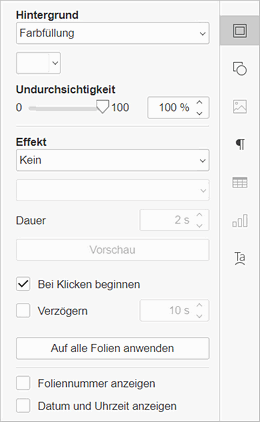 Hintergrund
Farbfüllung
Undurchsichtigkeit
0 100 100 %
Effekt
Kein
Dauer 2 s
Vorschau
Bei Klicken beginnen
Verzögern 10 s
Auf alle Folien anwenden
Foliennummer anzeigen
Datum und Uhrzeit anzeigen
¶
Ta